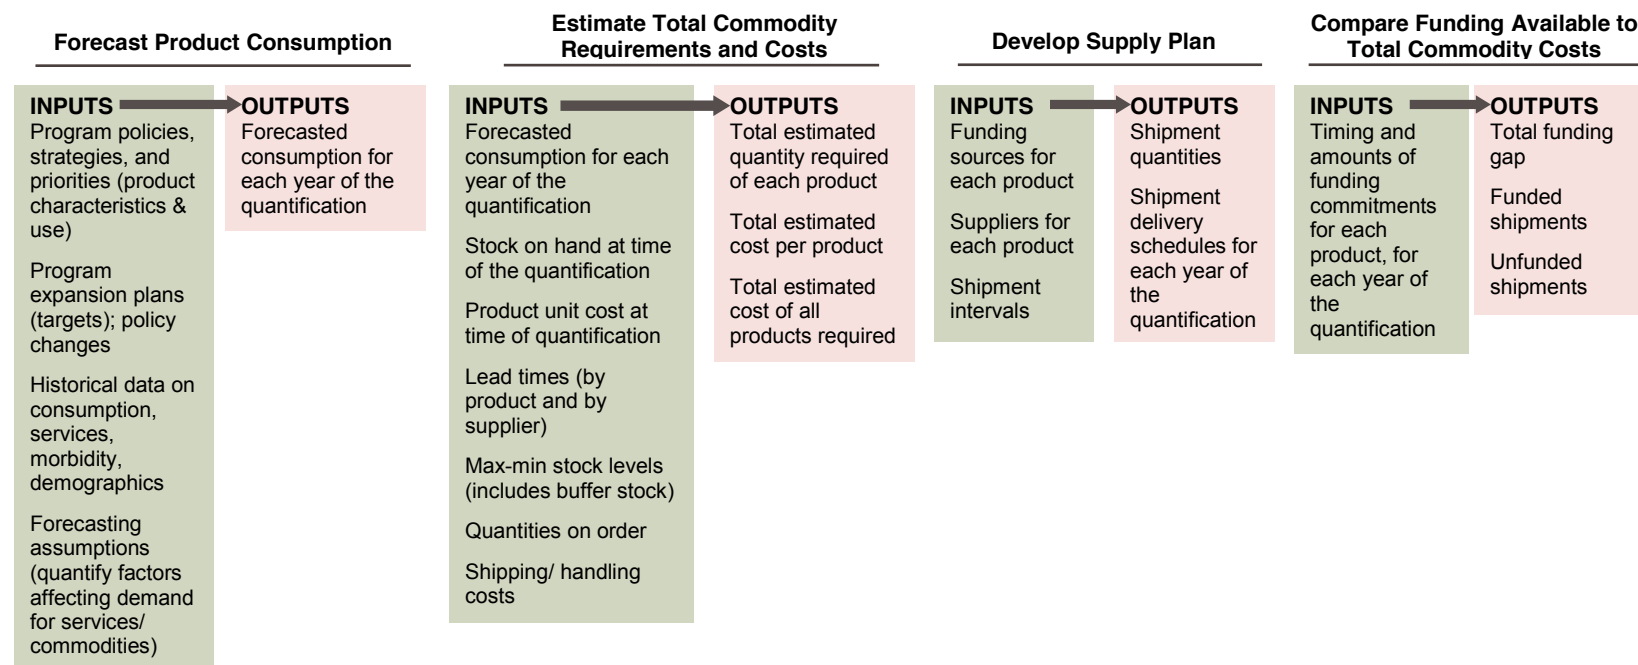 Forecast Product Consumption
INPUTS
Program policies,
strategies, and
priorities (product
characteristics &
use)
Program
expansion plans
(targets); policy
changes
Historical data on
consumption,
services,
morbidity,
demographics
Forecasting
assumptions
(quantify factors
affecting demand
for services/
commodities)
OUTPUTS
Forecasted
consumption for
each year of the
quantification
Estimate Total Commodity
Requirements and Costs
INPUTS
Forecasted
consumption for each
year of the
quantification
Stock on hand at time
of the quantification
Product unit cost at
time of quantification
Lead times (by
product and by
supplier)
Max-min stock levels
(includes buffer stock)
Quantities on order
Shipping/ handling
costs
OUTPUTS
Total estimated
quantity required
of each product
Total estimated
cost per product
Total estimated
cost of all
products required
Develop Supply Plan
INPUTS
Funding
sources for
each product
Suppliers for
each product
Shipment
intervals
OUTPUTS
Shipment
quantities
Shipment
delivery
schedules for
each year of
the
quantification
Compare Funding Available to
Total Commodity Costs
INPUTS
Timing and
amounts of
funding
commitments
for each
product, for
each year of
the
quantification
OUTPUTS
Total funding
gap
Funded
shipments
Unfunded
shipments